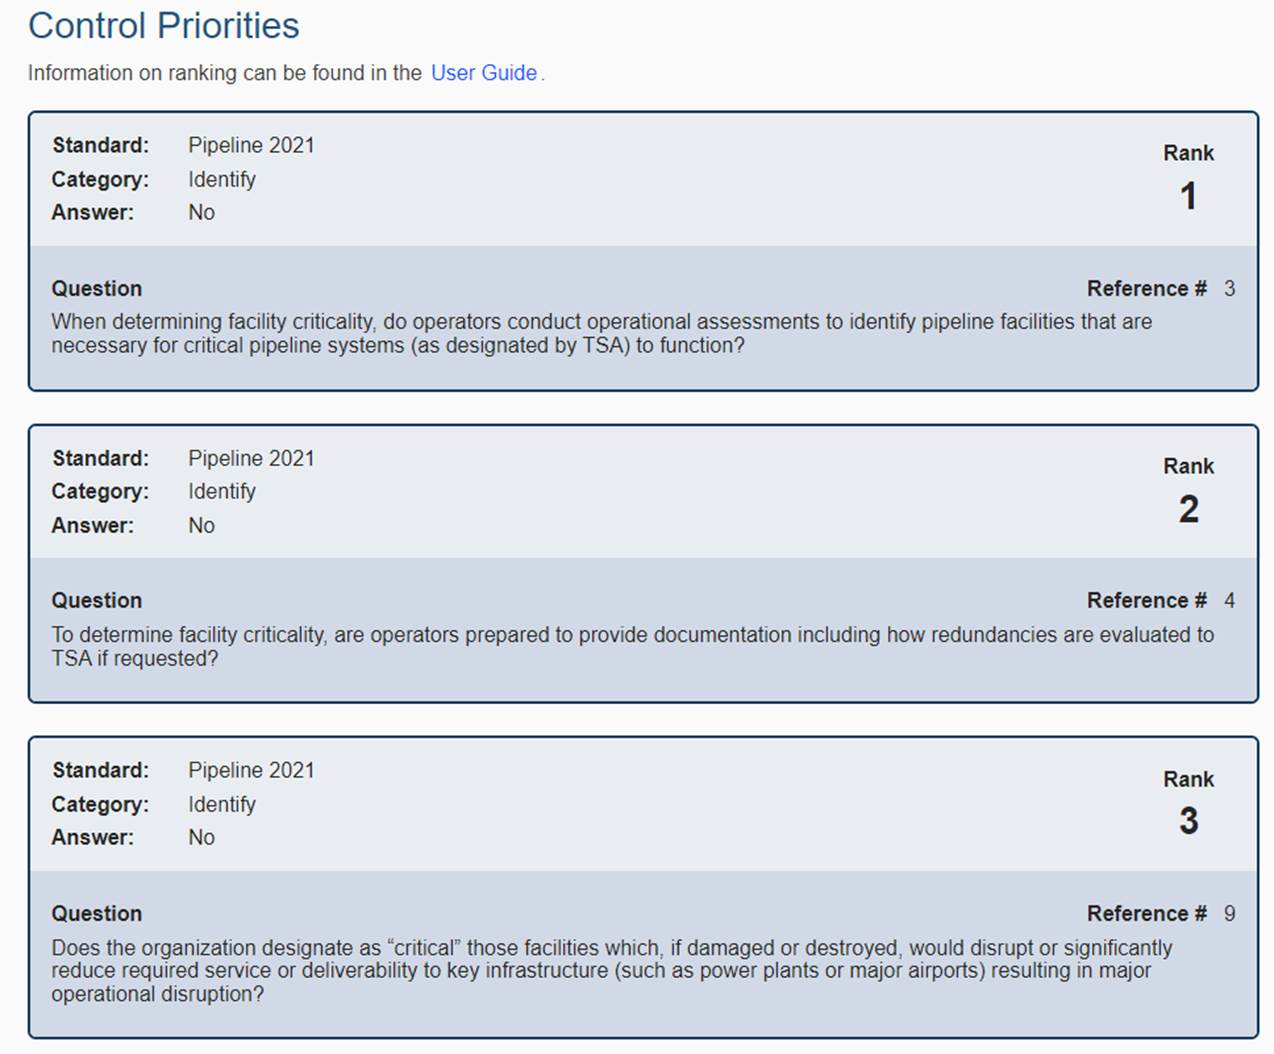 Control Priorities
Information on ranking can be found in the User Guide.
Standard: Pipeline 2021
Category: Identify
Answer: No
Rank
1
Question Reference # 3
When determining facility criticality, do operators conduct operational assessments to identify pipeline facilities that are
necessary for critical pipeline systems (as designated by TSA) to function?
Standard: Pipeline 2021
Category: Identify
Answer: No
Rank
2
Question Reference # 4
To determine facility criticality, are operators prepared to provide documentation including how redundancies are evaluated to
TSA if requested?
Standard: Pipeline 2021
Category: Identify
Answer: No
Rank
3
Question Reference # 9
Does the organization designate as “critical” those facilities which, if damaged or destroyed, would disrupt or significantly
reduce required service or deliverability to key infrastructure (such as power plants or major airports) resulting in major
operational disruption?